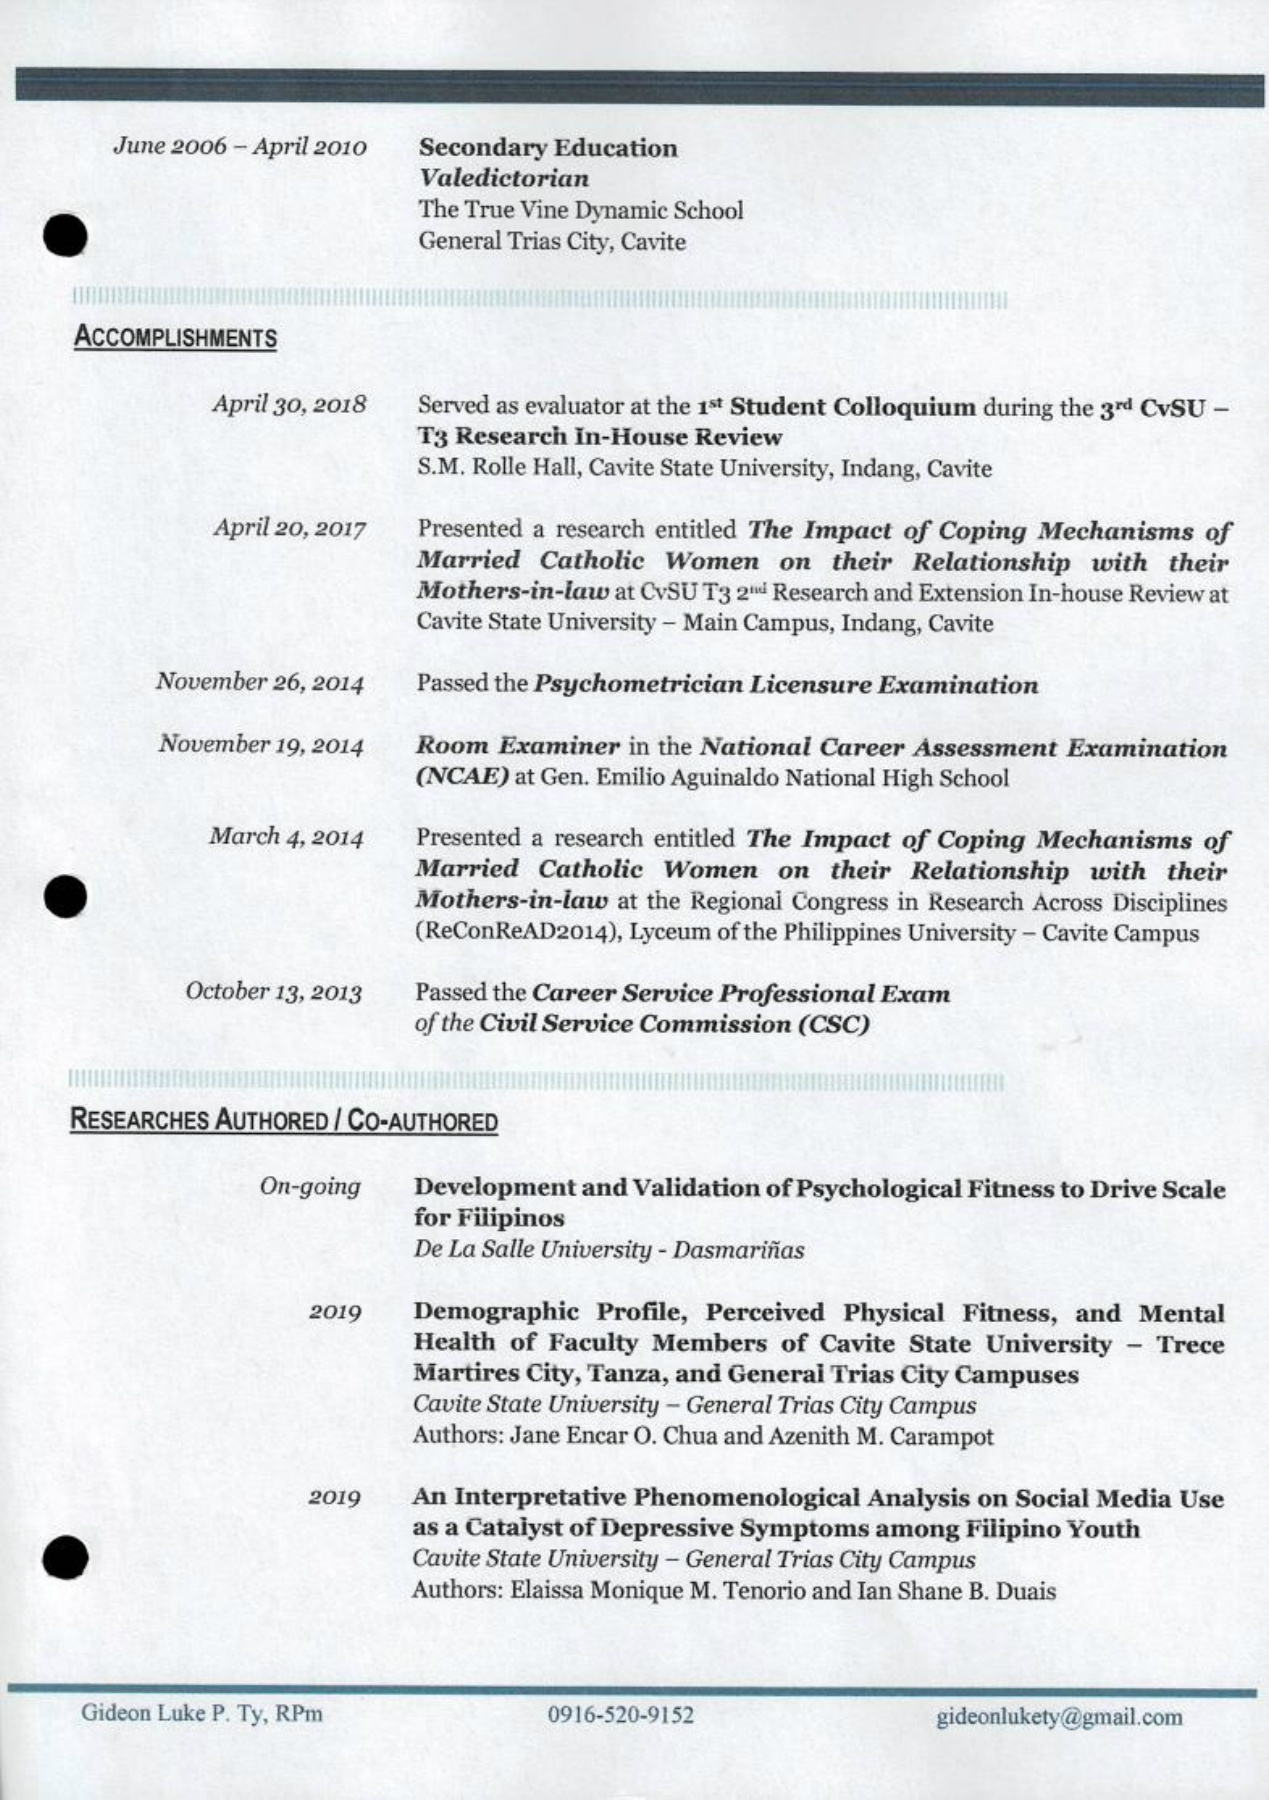 June 2006 – April 2010
Secondary Education
Valedictorian
The True Vine Dynamic School
General Trias City, Cavite
ACCOMPLISHMENTS
April 30, 2018
Served as evaluator at the 1st Student Colloquium during the 3rd CvSU –
T3 Research In-House Review
S.M. Rolle Hall, Cavite State University, Indang, Cavite
April 20, 2017
Presented a research entitled The Impact of Coping Mechanisms of
Married Catholic Women on their Relationship with their
Mothers-in-law at CvSU T3 2nd Research and Extension In-house Review at
Cavite State University – Main Campus, Indang, Cavite
November 26, 2014
Passed the Psychometrician Licensure Examination
November 19, 2014
Room Examiner in the National Career Assessment Examination
(NCAE) at Gen. Emilio Aguinaldo National High School
March 4, 2014
Presented a research entitled The Impact of Coping Mechanisms of
Married Catholic Women on their Relationship with their
Mothers-in-law at the Regional Congress in Research Across Disciplines
(ReConReAD2014), Lyceum of the Philippines University – Cavite Campus
October 13, 2013
Passed the Career Service Professional Exam
of the Civil Service Commission (CSC)
RESEARCHES AUTHORED / CO-AUTHORED
On-going
Development and Validation of Psychological Fitness to Drive Scale
for Filipinos
De La Salle University - Dasmariñas
2019
Demographic Profile, Perceived Physical Fitness, and Mental
Health of Faculty Members of Cavite State University – Trece
Martires City, Tanza, and General Trias City Campuses
Cavite State University – General Trias City Campus
Authors: Jane Encar O. Chua and Azenith M. Carampot
2019
An Interpretative Phenomenological Analysis on Social Media Use
as a Catalyst of Depressive Symptoms among Filipino Youth
Cavite State University – General Trias City Campus
Authors: Elaissa Monique M. Tenorio and Ian Shane B. Duais
Gideon Luke P. Ty, RPm
0916-520-9152
gideonlukety@gmail.com